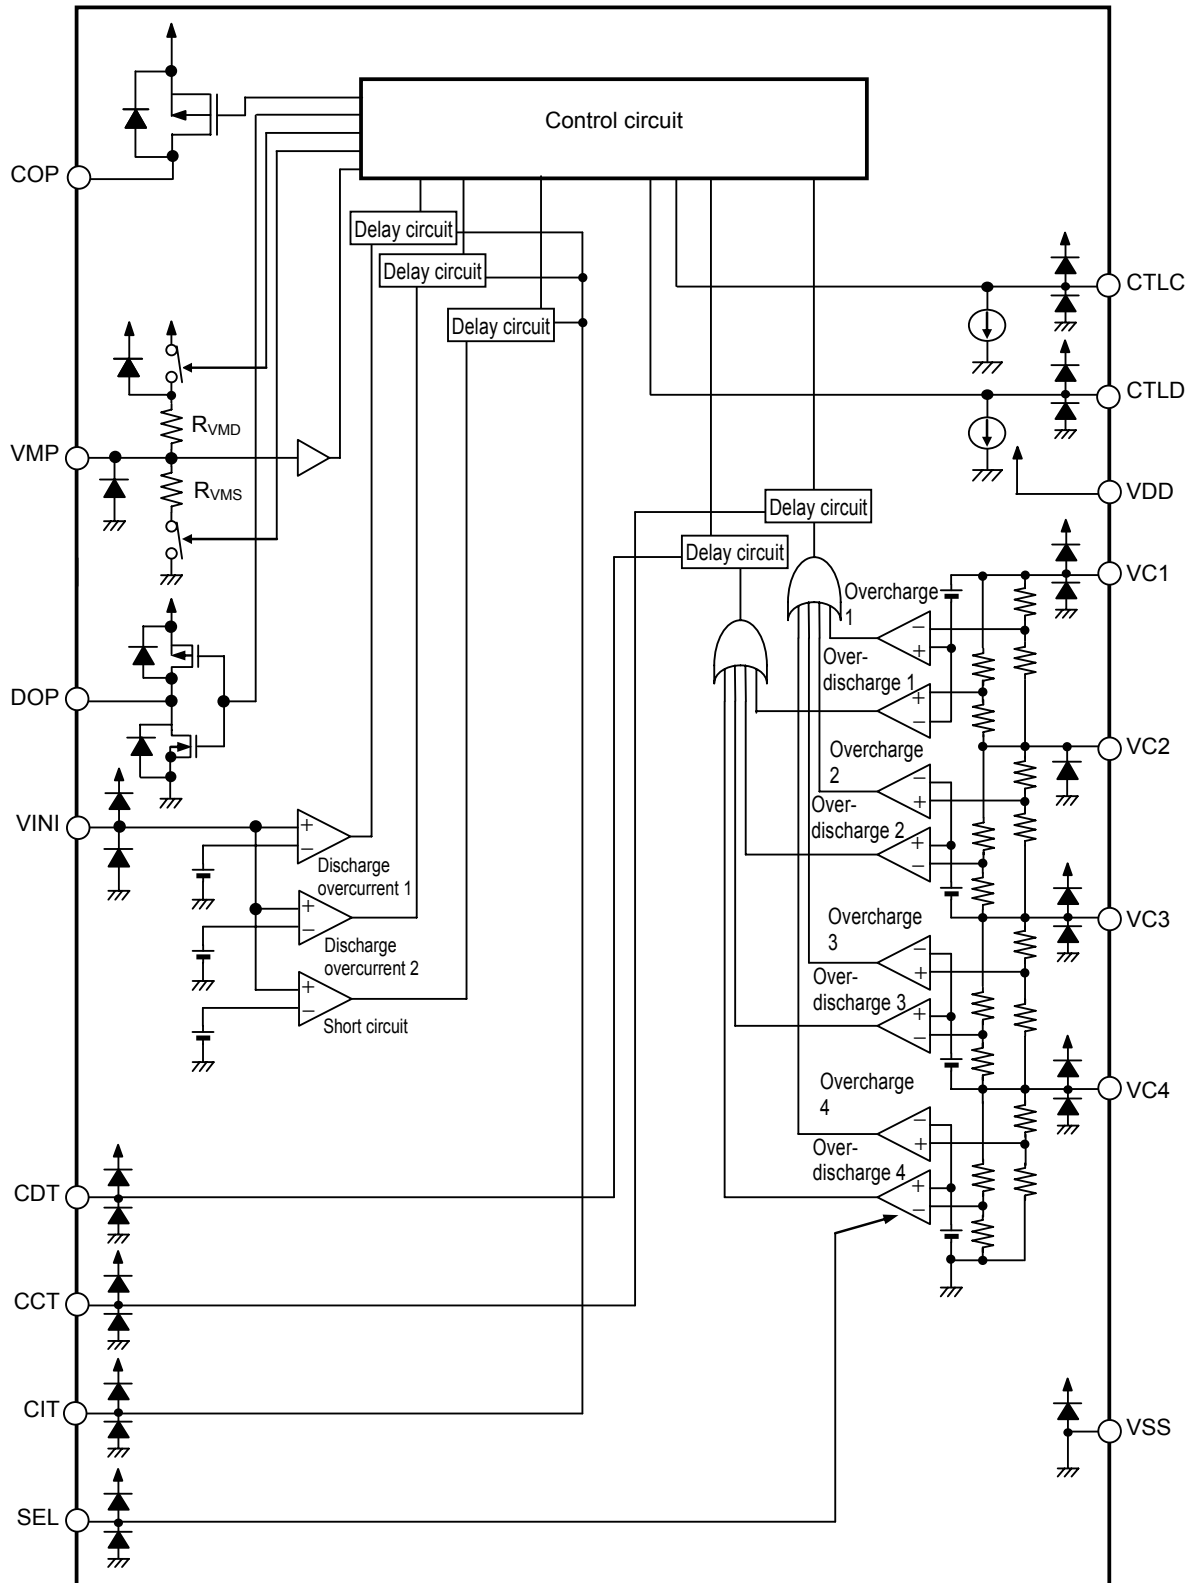 Control circuit
COP
Delay circuit
Delay circuit
Delay circuit
CTLC
CTLD
RVMD
VMP
RVMS
VDD
Delay circuit
Delay circuit
VC1
Overcharge
1
+
−
−
+
Over-
discharge 1
+
−
DOP
VC2
Overcharge
2
−
+
Over-
discharge 2
+
−
VINI
+
−
Discharge
overcurrent 1
+
−
Discharge
overcurrent 2
+
−
Short circuit
VC3
Overcharge
3
−
+
Over-
discharge 3
+
−
VC4
Overcharge
4
−
+
Over-
discharge 4
+
−
CDT
CCT
CIT
VSS
SEL